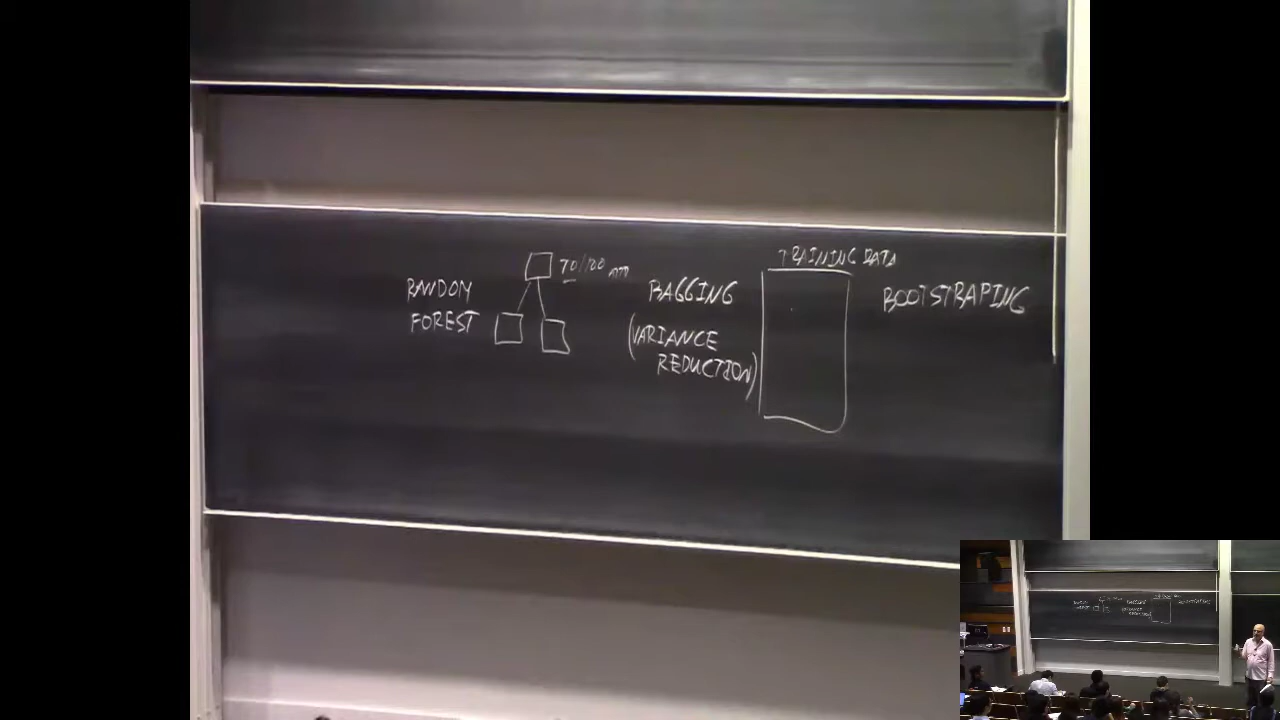 RANDOM
FOREST
70/100
BAGGING
(VARIANCE
REDUCTION)
TRAINING DATA
BOOTSTRAPING